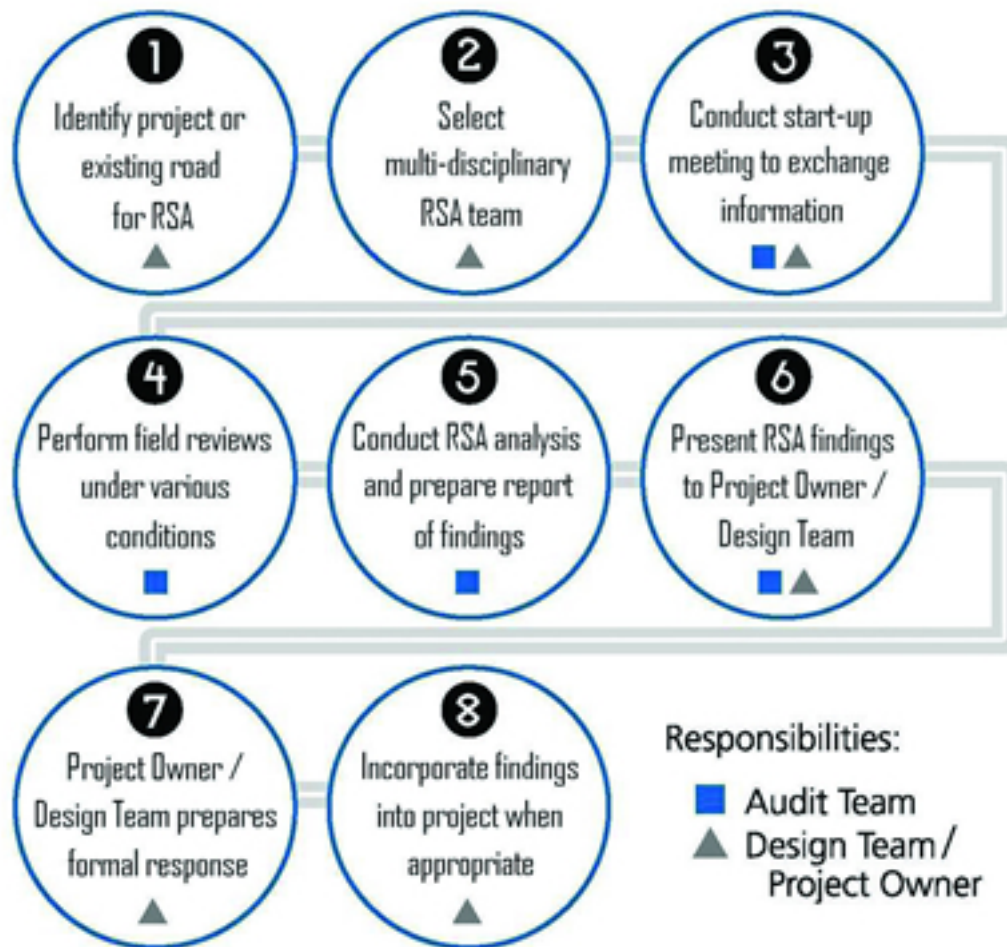 1
Identify project or
existing road
for RSA
2
Select
multi-disciplinary
RSA team
3
Conduct start-up
meeting to exchange
information
4
Perform field reviews
under various
conditions
5
Conduct RSA analysis
and prepare report
of findings
6
Present RSA findings
to Project Owner /
Design Team
7
Project Owner /
Design Team prepares
formal response
8
Incorporate findings
into project when
appropriate
Responsibilities:
Audit Team
Design Team /
Project Owner